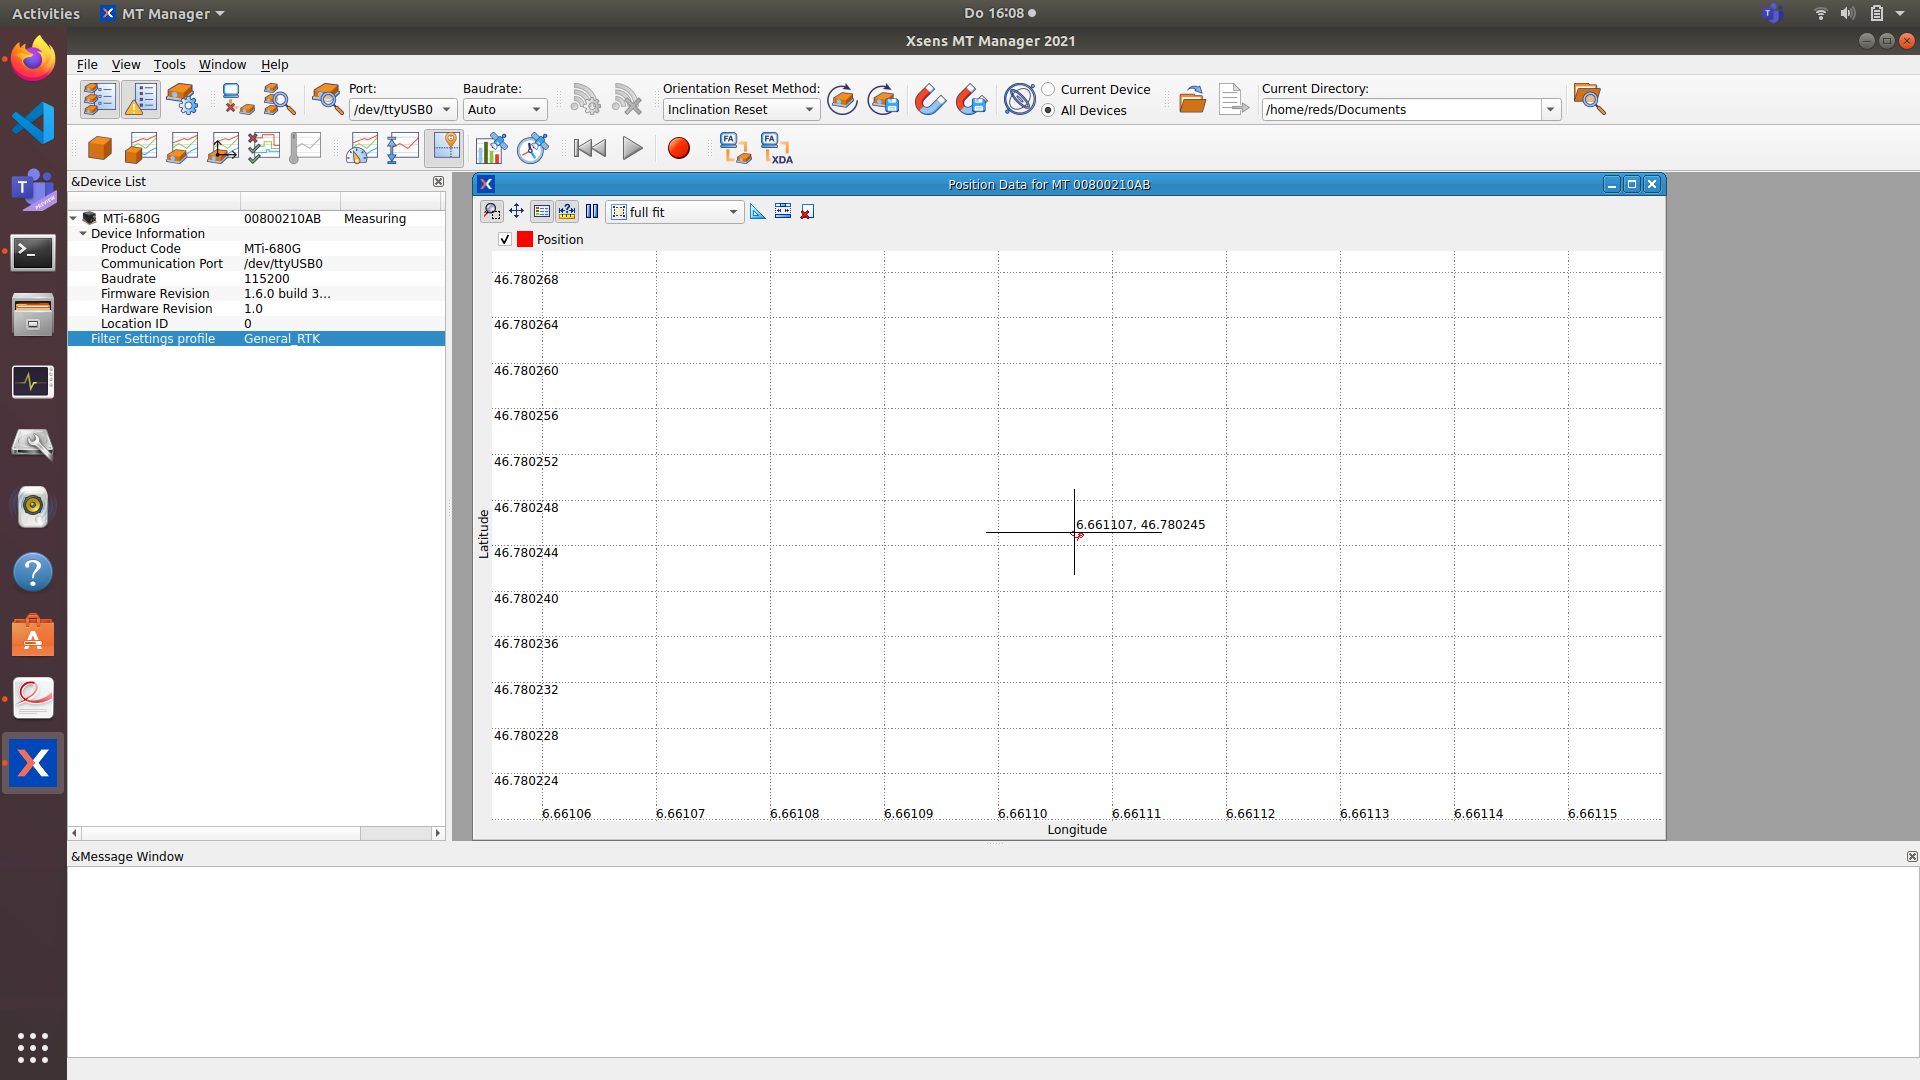 Activities MT Manager Do 16:08
Xsens MT Manager 2021
File View Tools Window Help
Port: Baudrate: Orientation Reset Method: Current Device Current Directory:
/dev/ttyUSB0 Auto Inclination Reset All Devices /home/reds/Documents
FA FA
XDA
&Device List
Position Data for MT 00800210AB
MTi-680G 00800210AB Measuring
Device Information
Product Code MTi-680G
Communication Port /dev/ttyUSB0
Baudrate 115200
Firmware Revision 1.6.0 build 3...
Hardware Revision 1.0
Location ID 0
Filter Settings profile General_RTK
full fit
Position
46.780268
46.780264
46.780260
46.780256
46.780252
46.780248
46.780244
46.780240
46.780236
46.780232
46.780228
46.780224
Latitude
6.661107, 46.780245
6.66106 6.66107 6.66108 6.66109 6.66110 6.66111 6.66112 6.66113 6.66114 6.66115
Longitude
&Message Window
PREVIEW